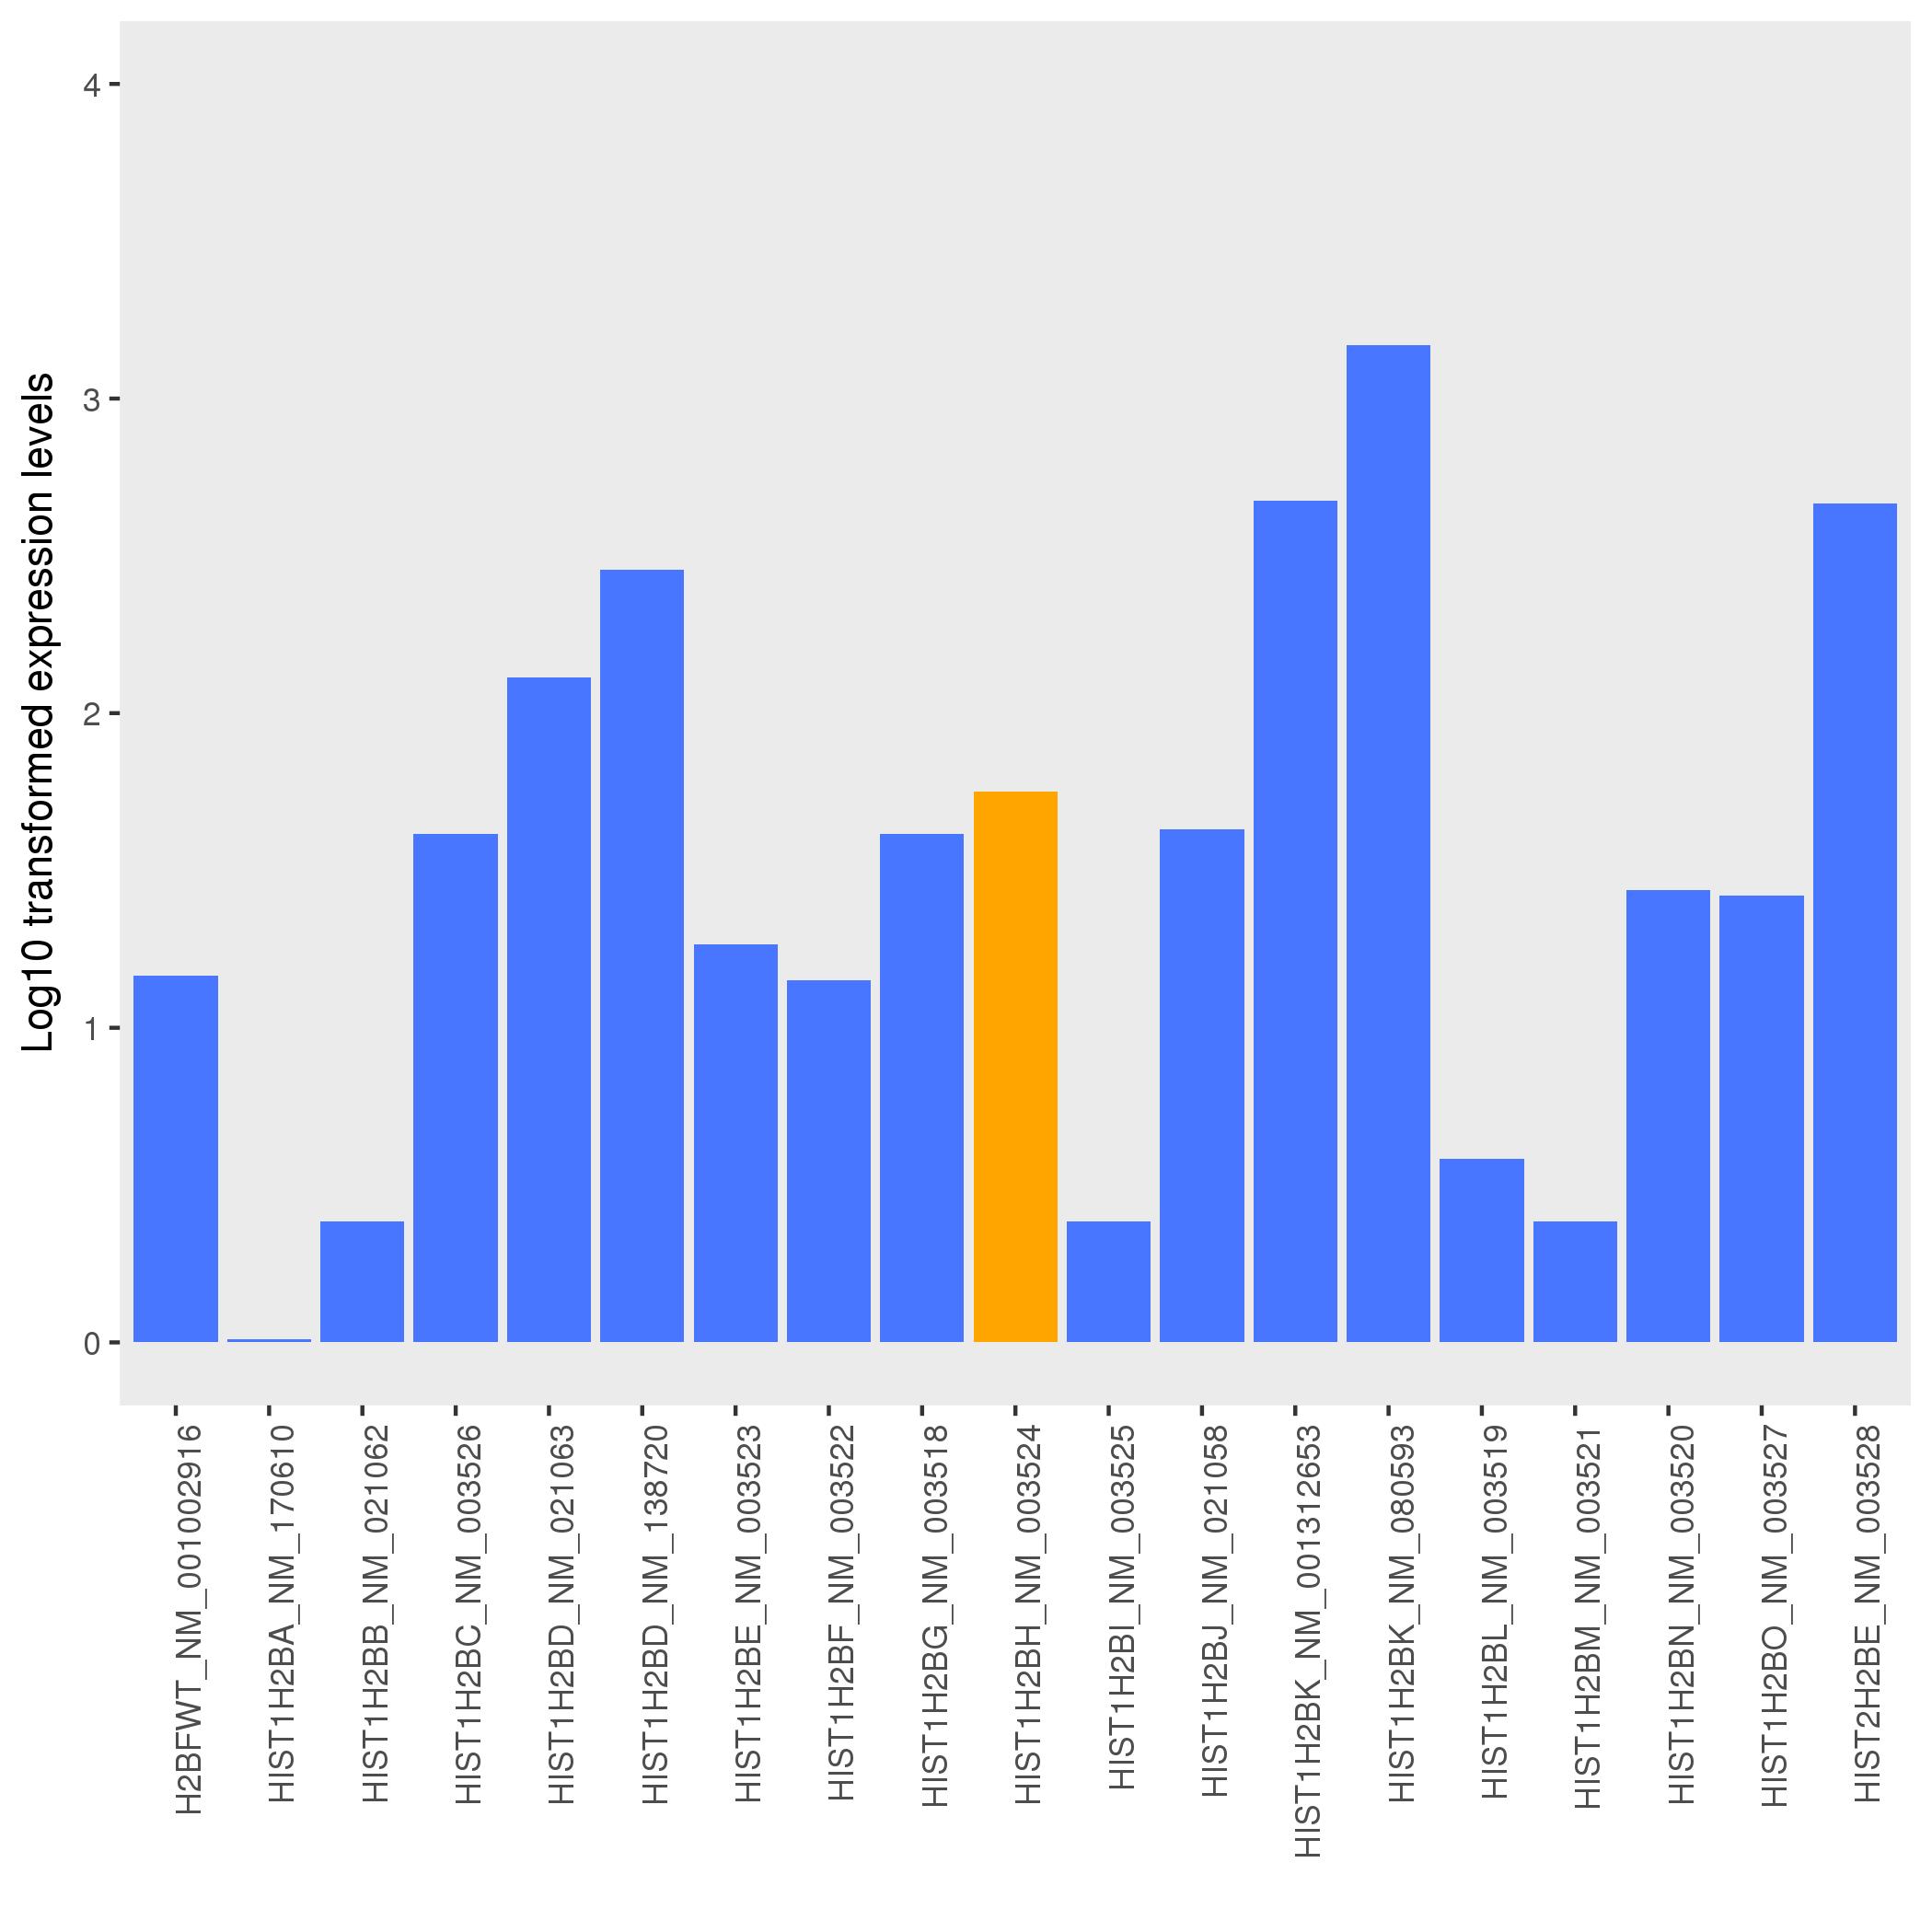 Log10 transformed expression levels
4
3
2
1
0
H2BFWT_NM_001002916
HIST1H2BA_NM_170610
HIST1H2BB_NM_021062
HIST1H2BC_NM_003526
HIST1H2BD_NM_021063
HIST1H2BD_NM_138720
HIST1H2BE_NM_003523
HIST1H2BF_NM_003522
HIST1H2BG_NM_003518
HIST1H2BH_NM_003524
HIST1H2BI_NM_003525
HIST1H2BJ_NM_021058
HIST1H2BK_NM_001312653
HIST1H2BK_NM_080593
HIST1H2BL_NM_003519
HIST1H2BM_NM_003521
HIST1H2BN_NM_003520
HIST1H2BO_NM_003527
HIST2H2BE_NM_003528